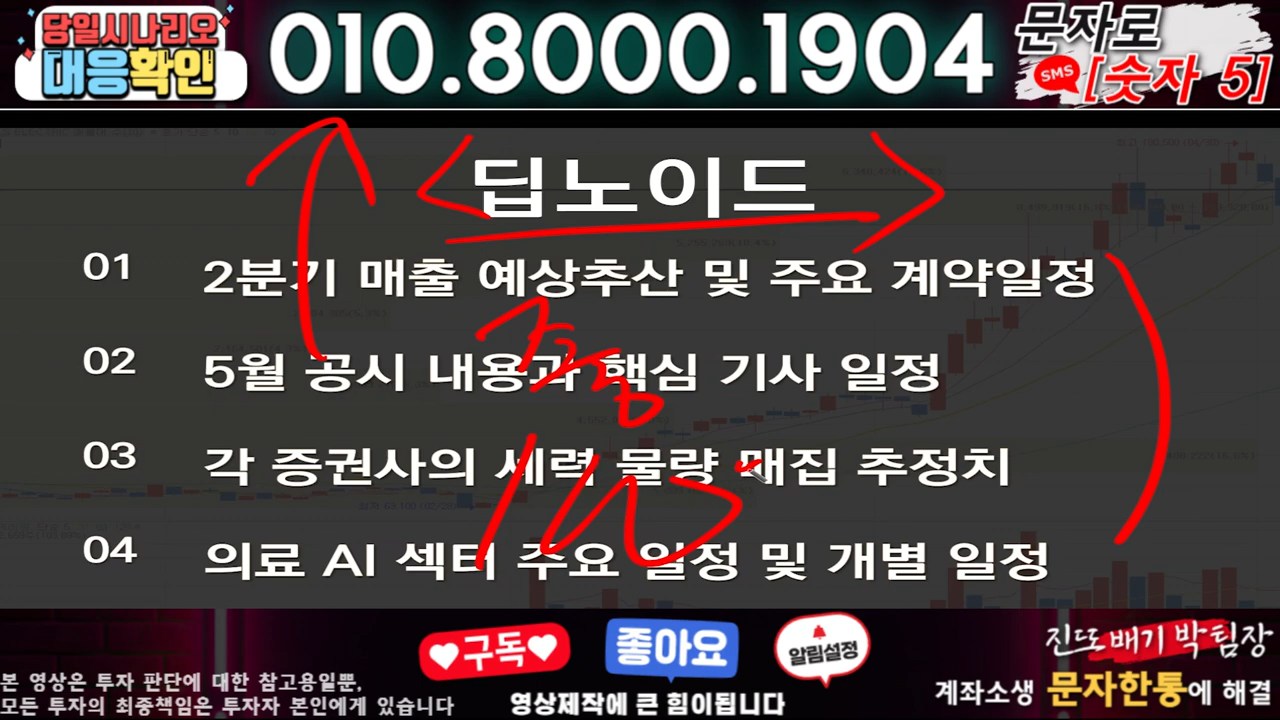 당일시나리오
대응확인
010.8000.1904
문자로
SMS [숫자 5]
딥노이드
01 2분기 매출 예상추산 및 주요 계약일정
02 5월 공시 내용과 핵심 기사 일정
03 각 증권사의 세력 물량 매집 추정치
04 의료 AI 섹터 주요 일정 및 개별 일정
구독
좋아요
알림설정
영상제작에 큰 힘이됩니다
본 영상은 투자 판단에 대한 참고용일뿐,
모든 투자의 최종책임은 투자자 본인에게 있습니다
진또배기 박팀장
계좌소생 문자한통에 해결